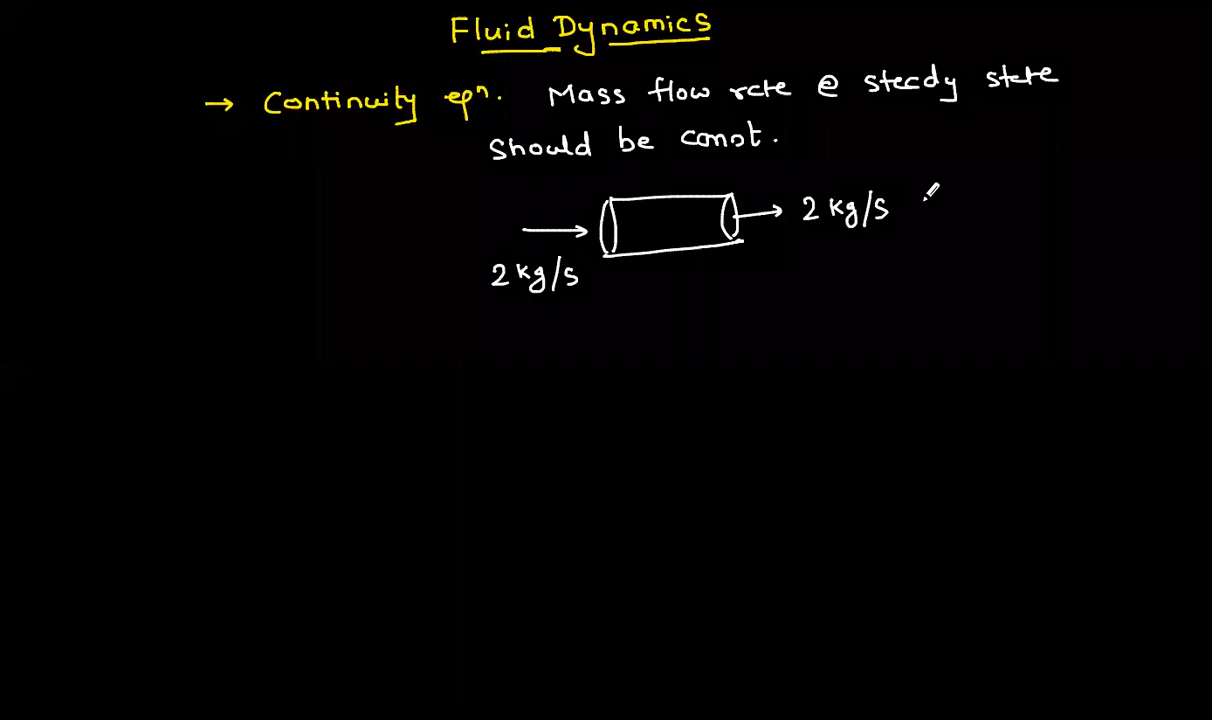 Fluid Dynamics
→ Continuity eqⁿ. Mass flow rate @ steady state
should be const.
2 kg/s
2 kg/s